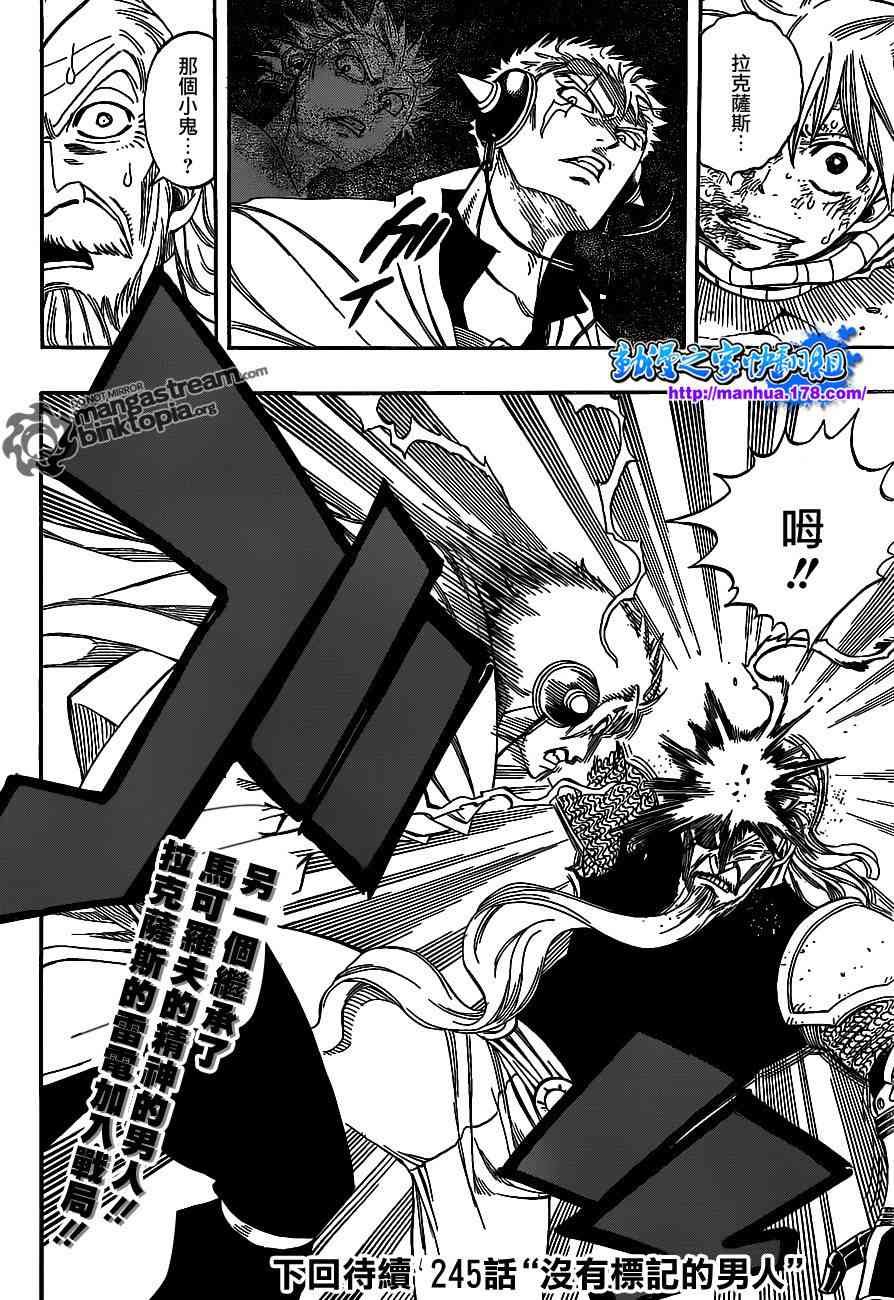 拉克薩斯…
那個小鬼…?
動漫之家快翻組
http://manhua.178.com/
DO NOT MIRROR
mangastream.com
binktopia.org
呣!!
另一個繼承了
馬可羅夫的精神的男人!!
拉克薩斯的雷電加入戰局!!
下回待續 245話“沒有標記的男人”